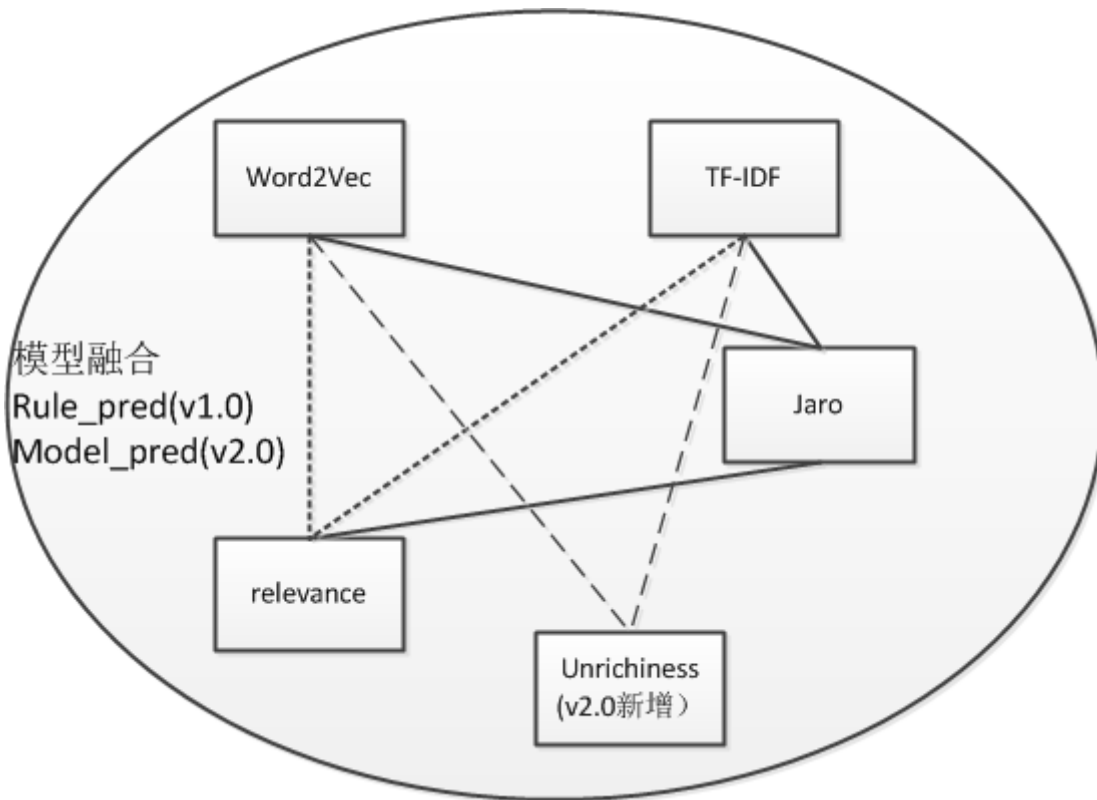 Word2Vec
TF-IDF
模型融合
Rule_pred(v1.0)
Model_pred(v2.0)
Jaro
relevance
Unrichiness
(v2.0新增）